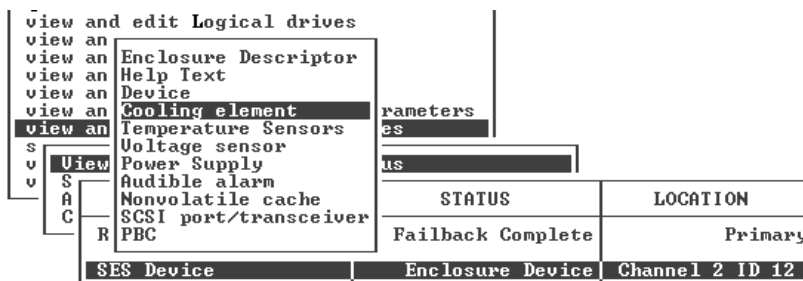 view and edit Logical drives
view an
view an Enclosure Descriptor
view an Help Text
view an Device
view an Cooling element rameters
view an Temperature Sensors es
s Voltage sensor
v View Power Supply us
v S Audible alarm
A Nonvolatile cache STATUS LOCATION
C SCSI port/transceiver
R PBC Failback Complete Primary
SES Device Enclosure Device Channel 2 ID 12